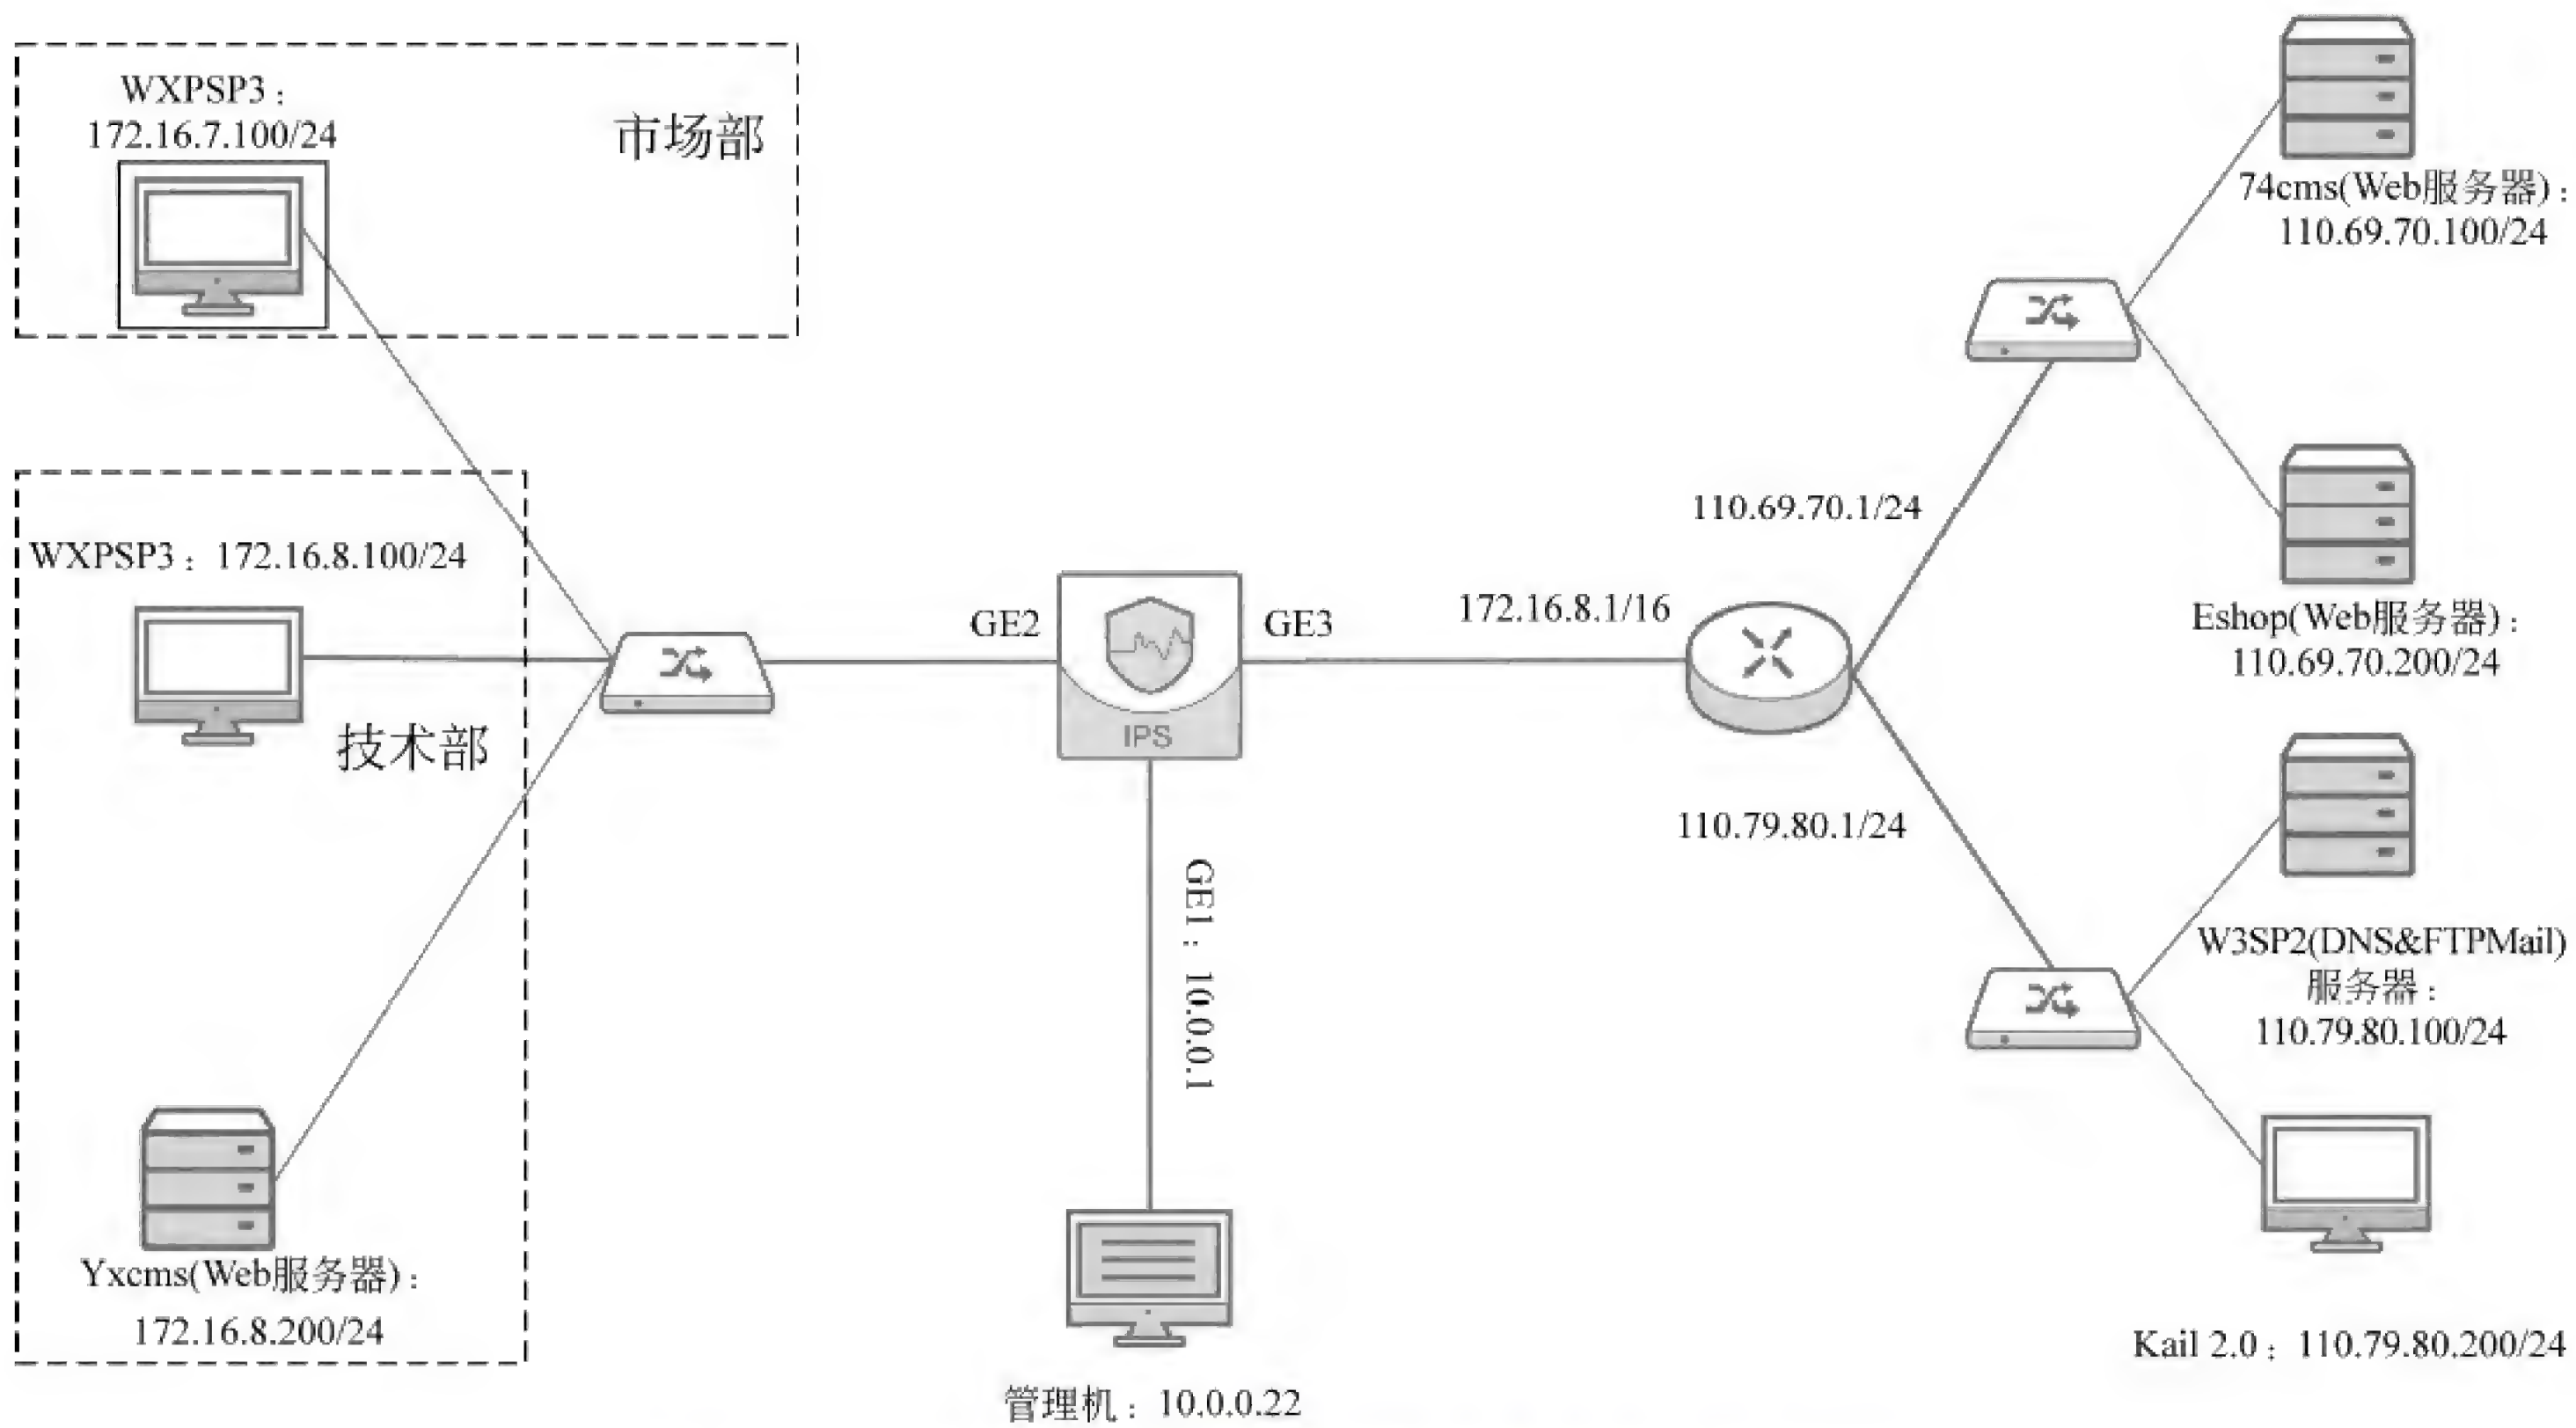 WXPSP3：
172.16.7.100/24
市场部
WXPSP3：172.16.8.100/24
技术部
Yxcms(Web服务器)：
172.16.8.200/24
GE2
IPS
GE3
GE1：10.0.0.1
管理机：10.0.0.22
172.16.8.1/16
110.69.70.1/24
110.79.80.1/24
74cms(Web服务器)：
110.69.70.100/24
Eshop(Web服务器)：
110.69.70.200/24
W3SP2(DNS&FTPMail)
服务器：
110.79.80.100/24
Kail 2.0：110.79.80.200/24